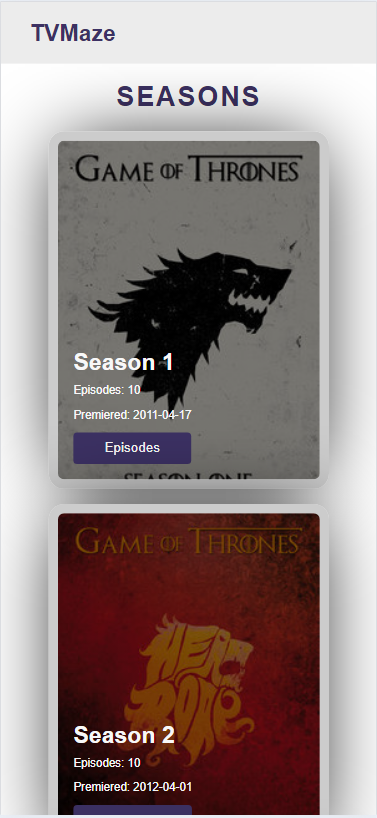 TVMaze
SEASONS
GAME OF THRONES
Season 1
Episodes: 10
Premiered: 2011-04-17
Episodes
SEASON ONE
GAME OF THRONES
HEAR
ROAR
Season 2
Episodes: 10
Premiered: 2012-04-01